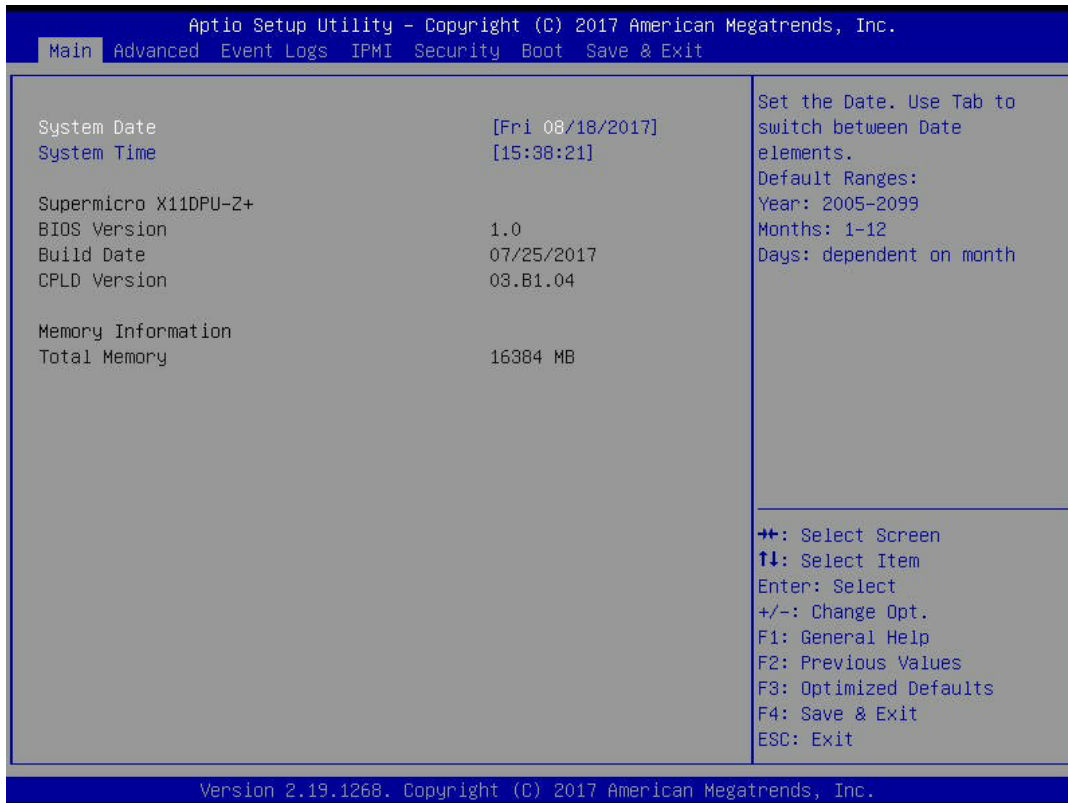 Aptio Setup Utility – Copyright (C) 2017 American Megatrends, Inc.
Main Advanced Event Logs IPMI Security Boot Save & Exit
System Date [Fri 08/18/2017]
System Time [15:38:21]
Supermicro X11DPU-Z+
BIOS Version 1.0
Build Date 07/25/2017
CPLD Version 03.B1.04
Memory Information
Total Memory 16384 MB
Set the Date. Use Tab to
switch between Date
elements.
Default Ranges:
Year: 2005-2099
Months: 1-12
Days: dependent on month
→←: Select Screen
↑↓: Select Item
Enter: Select
+/-: Change Opt.
F1: General Help
F2: Previous Values
F3: Optimized Defaults
F4: Save & Exit
ESC: Exit
Version 2.19.1268. Copyright (C) 2017 American Megatrends, Inc.